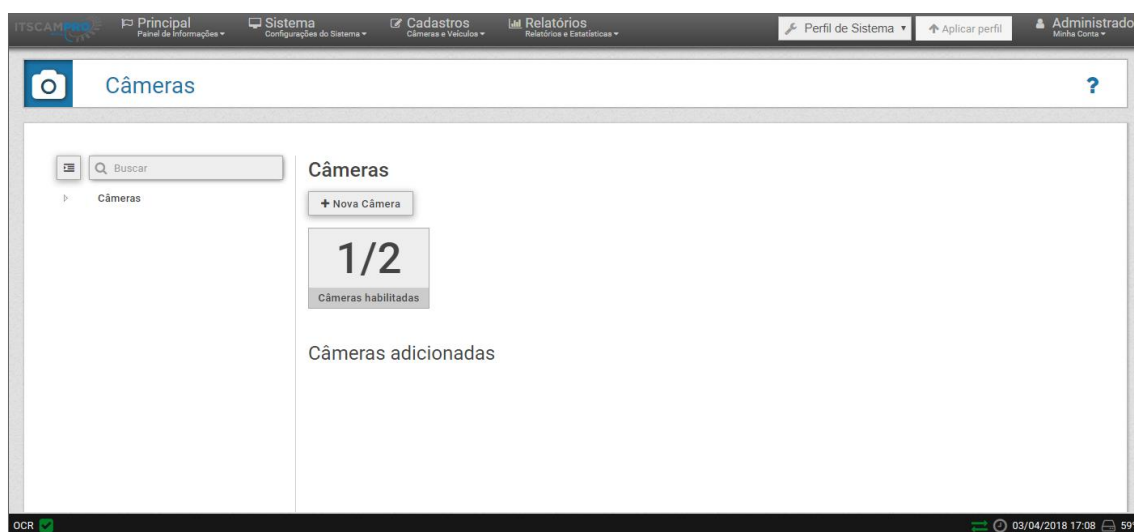 ITSCAMPRO
Principal
Painel de Informações
Sistema
Configurações do Sistema
Cadastros
Câmeras e Veículos
Relatórios
Relatórios e Estatísticas
Perfil de Sistema
Aplicar perfil
Administrado
Minha Conta
Câmeras
?
Buscar
Câmeras
Câmeras
+ Nova Câmera
1/2
Câmeras habilitadas
Câmeras adicionadas
OCR
03/04/2018 17:08